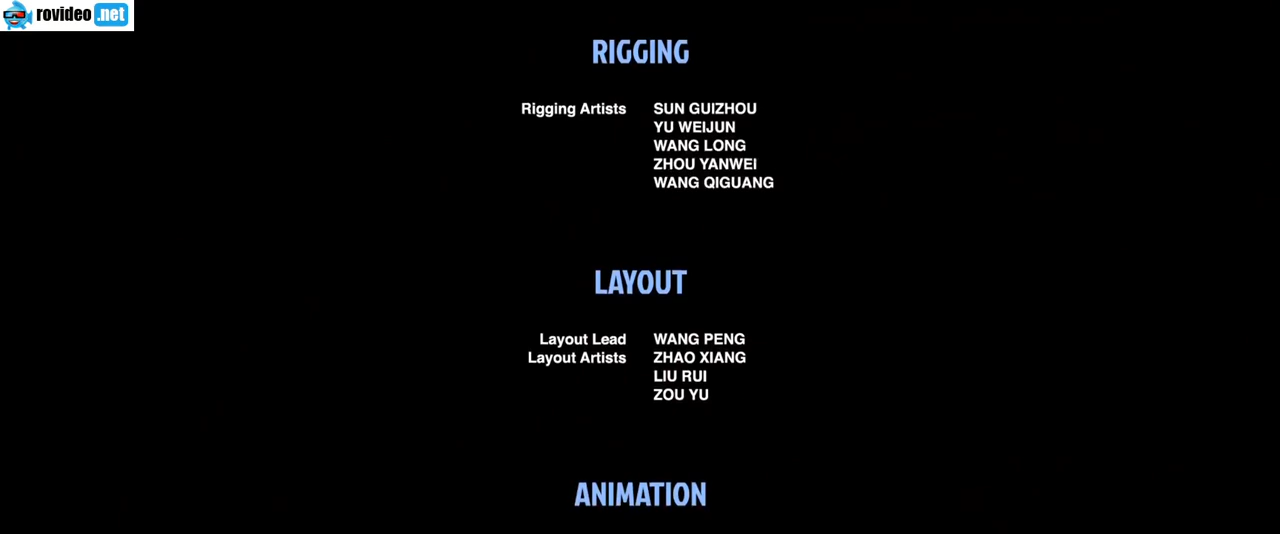 rovideo.net
RIGGING
Rigging Artists SUN GUIZHOU
YU WEIJUN
WANG LONG
ZHOU YANWEI
WANG QIGUANG
LAYOUT
Layout Lead WANG PENG
Layout Artists ZHAO XIANG
LIU RUI
ZOU YU
ANIMATION